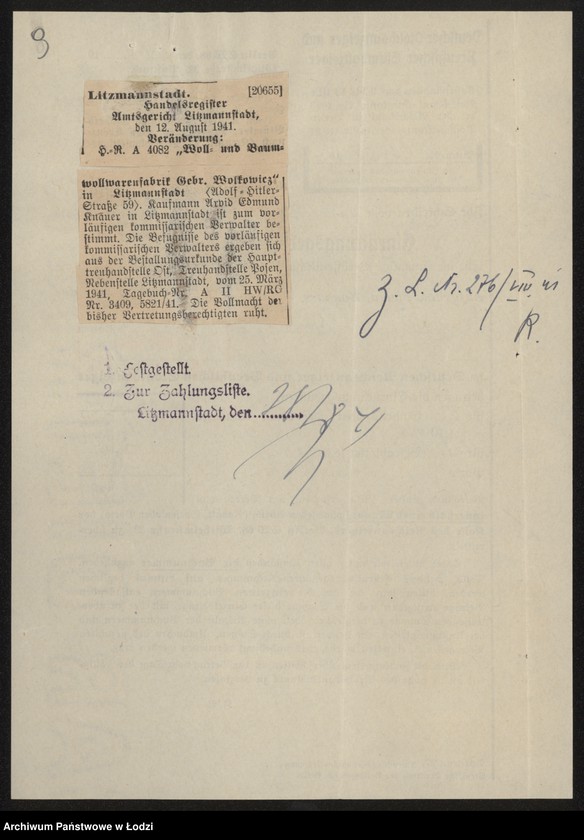 9
Litzmannstadt. [20655]
Handelsregister
Amtsgericht Litzmannstadt,
den 12. August 1941.
Veränderung:
H.-R. A 4082 „Woll- und Baum-
wollwarenfabrik Gebr. Wolkowicz“
in Litzmannstadt (Adolf-Hitler-
Straße 59). Kaufmann Arvid Edmund
Knäuer in Litzmannstadt ist zum vor-
läufigen kommissarischen Verwalter be-
stimmt. Die Befugnisse des vorläufigen
kommissarischen Verwalters ergeben sich
aus der Bestallungsurkunde der Haupt-
treuhandstelle Ost, Treuhandstelle Posen,
Nebenstelle Litzmannstadt, vom 25. März
1941, Tagebuch-Nr. A II HW/RG
Nr. 3409, 5821/41. Die Vollmacht der
bisher Vertretungsberechtigten ruht.
Z. L. Nr. 276/VIII 41
R.
1. Festgestellt.
2. Zur Zahlungsliste.
Litzmannstadt, den ............
Archiwum Państwowe w Łodzi